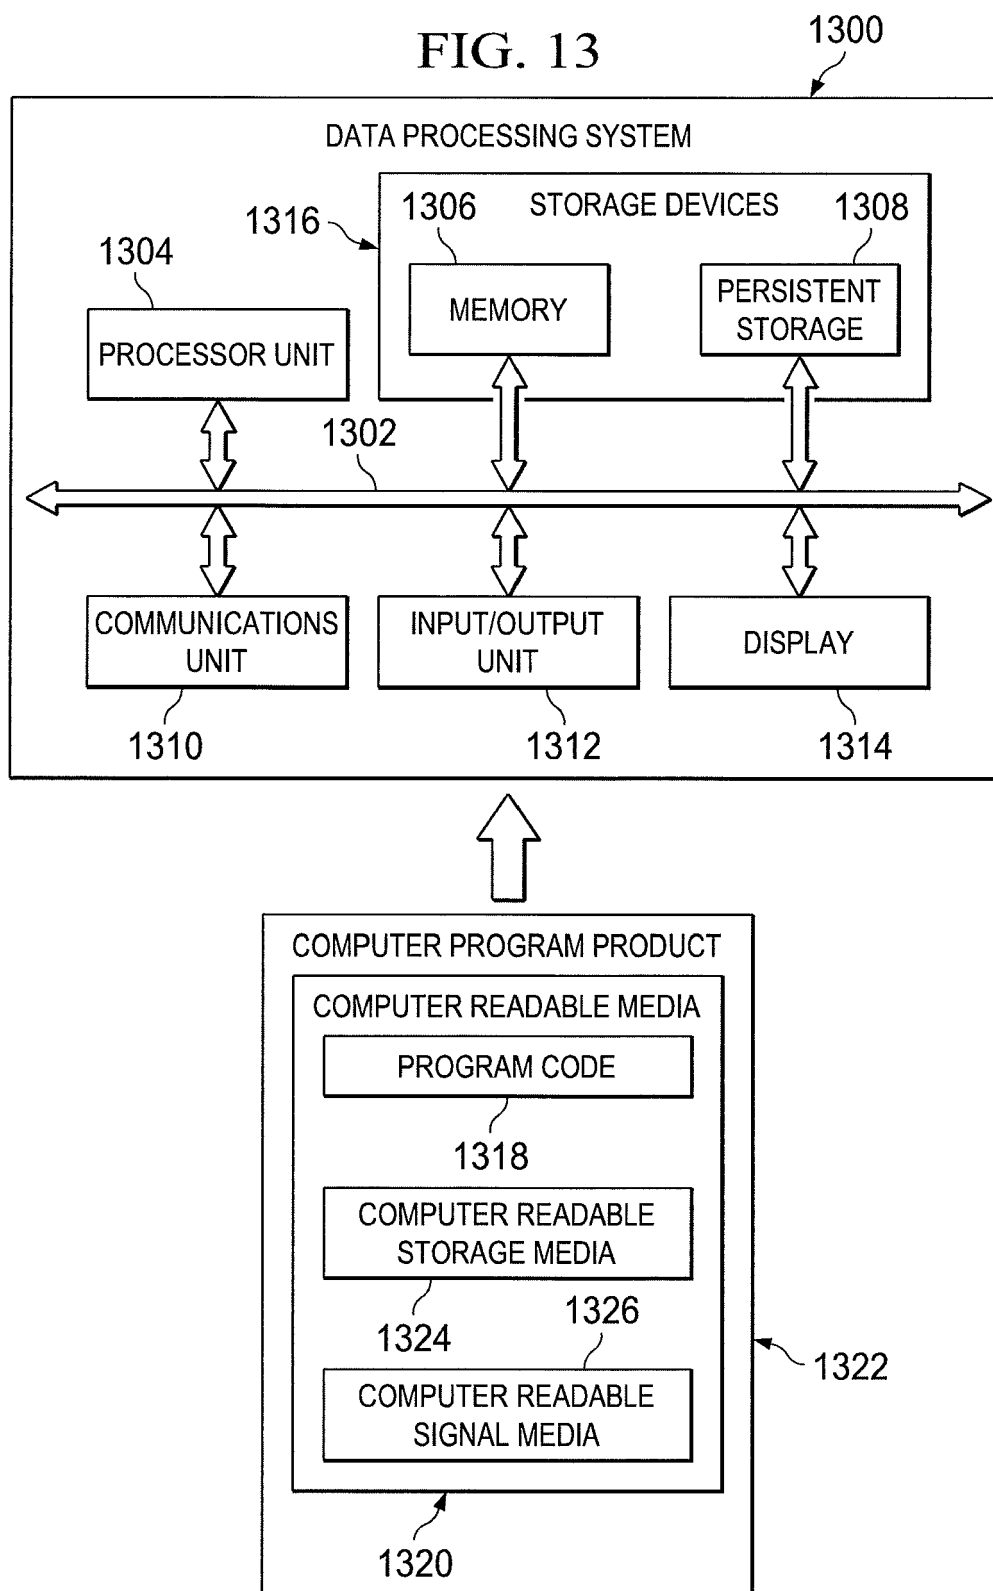 FIG. 13
1300
DATA PROCESSING SYSTEM
1316
1306
STORAGE DEVICES
1308
1304
MEMORY
PERSISTENT
STORAGE
PROCESSOR UNIT
1302
COMMUNICATIONS
UNIT
INPUT/OUTPUT
UNIT
DISPLAY
1310
1312
1314
COMPUTER PROGRAM PRODUCT
COMPUTER READABLE MEDIA
PROGRAM CODE
1318
COMPUTER READABLE
STORAGE MEDIA
1324
1326
1322
COMPUTER READABLE
SIGNAL MEDIA
1320